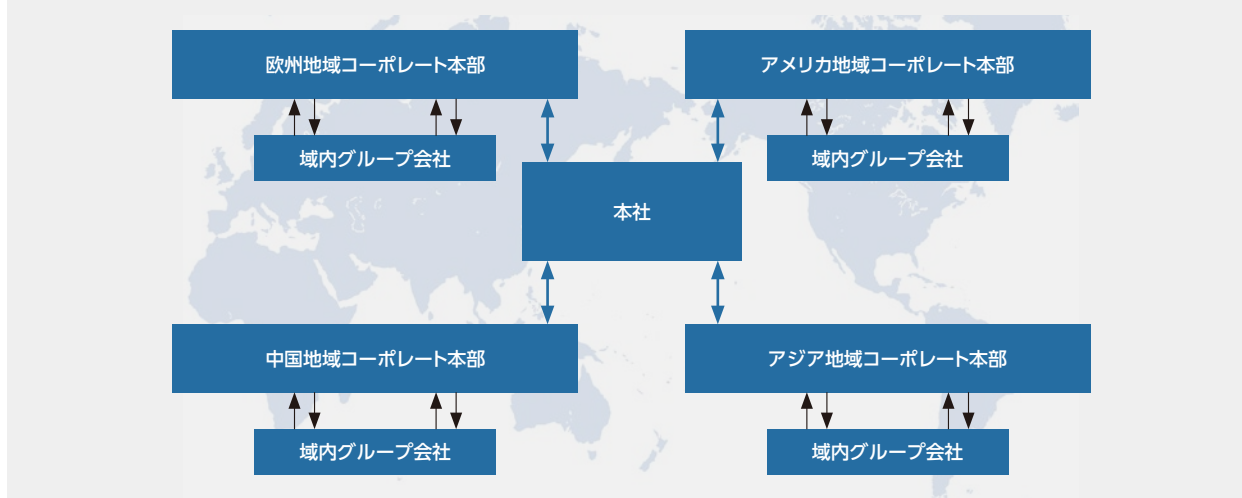 欧州地域コーポレート本部
アメリカ地域コーポレート本部
域内グループ会社
域内グループ会社
本社
中国地域コーポレート本部
アジア地域コーポレート本部
域内グループ会社
域内グループ会社